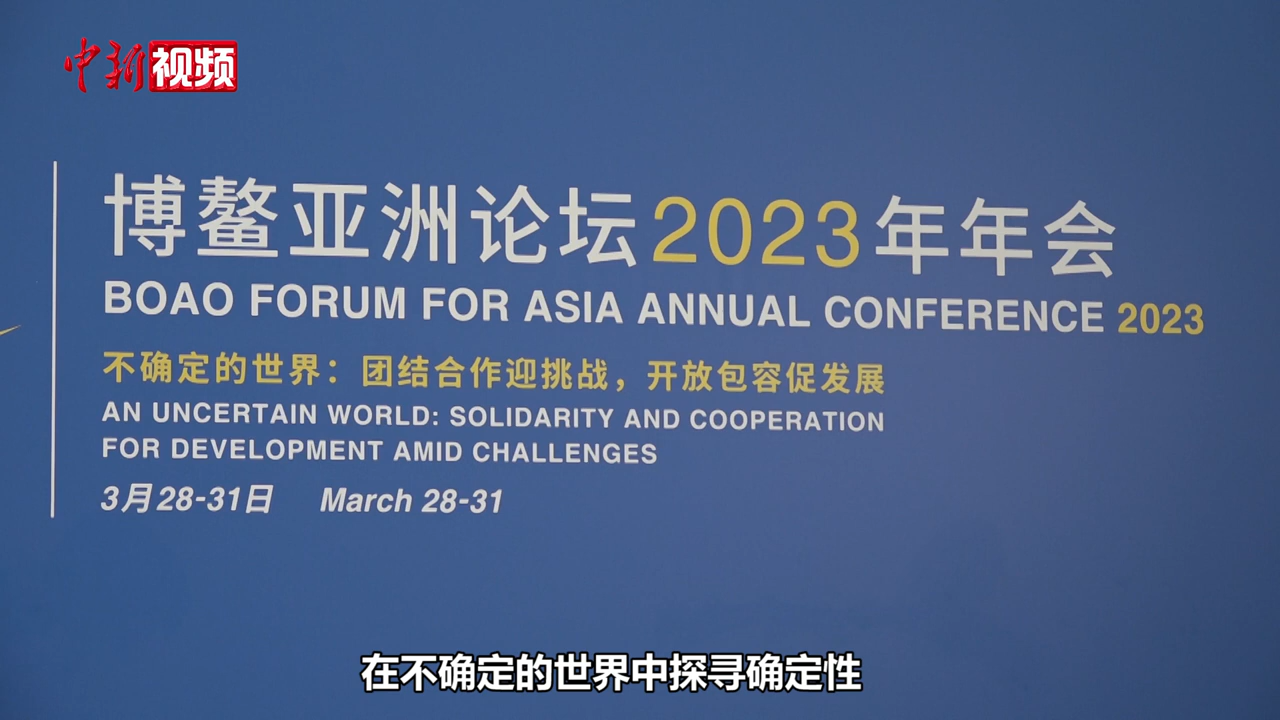 中新视频
博鳌亚洲论坛2023年年会
BOAO FORUM FOR ASIA ANNUAL CONFERENCE 2023
不确定的世界：团结合作迎挑战，开放包容促发展
AN UNCERTAIN WORLD: SOLIDARITY AND COOPERATION
FOR DEVELOPMENT AMID CHALLENGES
3月28-31日 March 28-31
在不确定的世界中探寻确定性